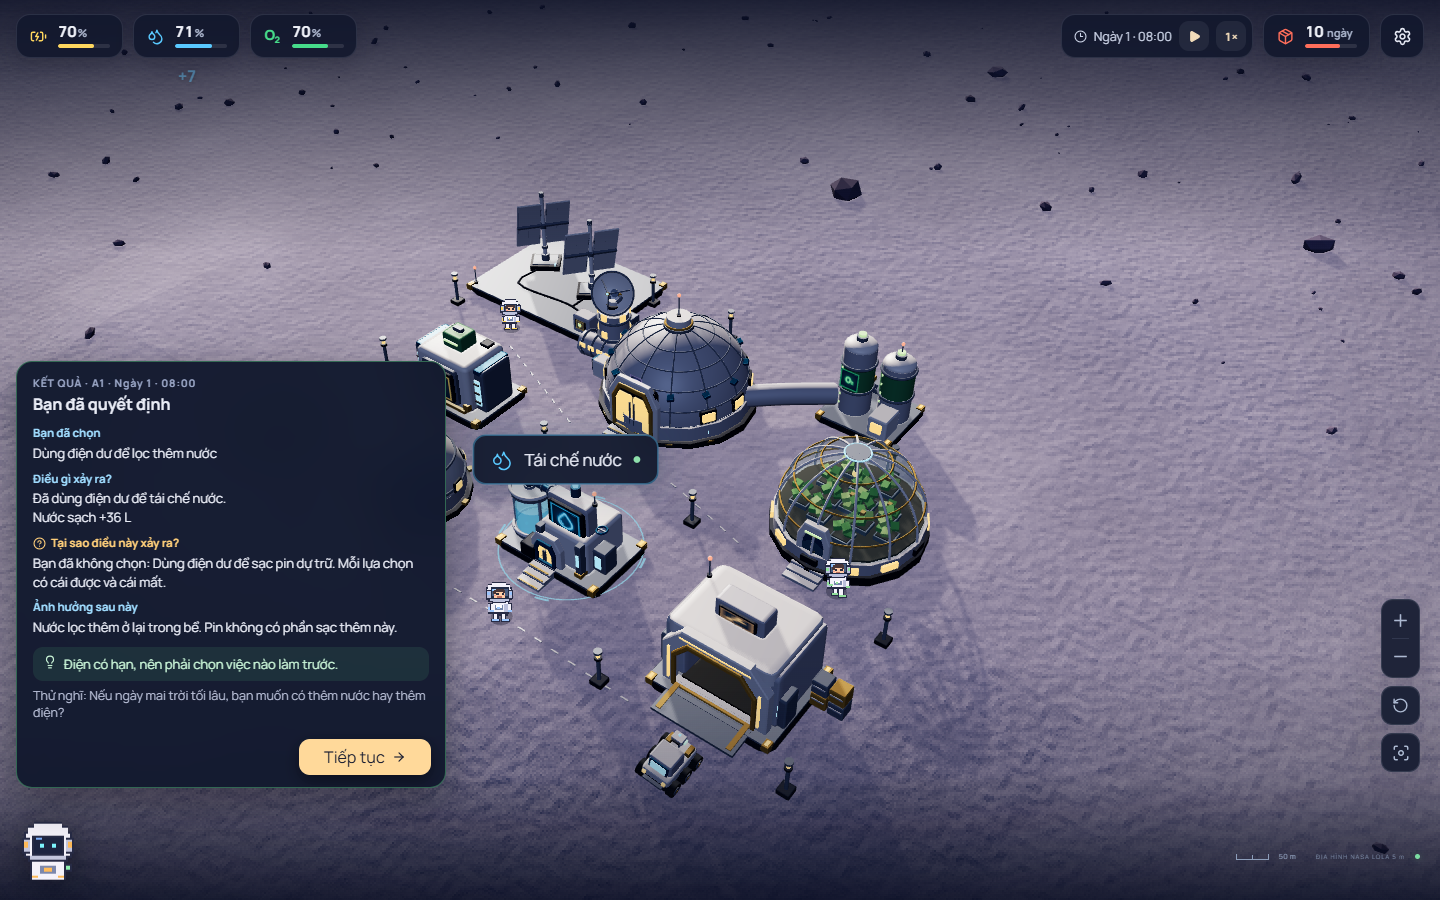 70%
71%
O₂ 70%
+7
Ngày 1 · 08:00
1×
10 ngày
KẾT QUẢ · A1 · Ngày 1 · 08:00
Bạn đã quyết định
Bạn đã chọn
Dùng điện dư để lọc thêm nước
Điều gì xảy ra?
Đã dùng điện dư để tái chế nước.
Nước sạch +36 L
Tại sao điều này xảy ra?
Bạn đã không chọn: Dùng điện dư để sạc pin dự trữ. Mỗi lựa chọn
có cái được và cái mất.
Ảnh hưởng sau này
Nước lọc thêm ở lại trong bể. Pin không có phần sạc thêm này.
Điện có hạn, nên phải chọn việc nào làm trước.
Thử nghĩ: Nếu ngày mai trời tối lâu, bạn muốn có thêm nước hay thêm
điện?
Tiếp tục →
Tái chế nước
50 m
ĐỊA HÌNH NASA LOLA 5 m